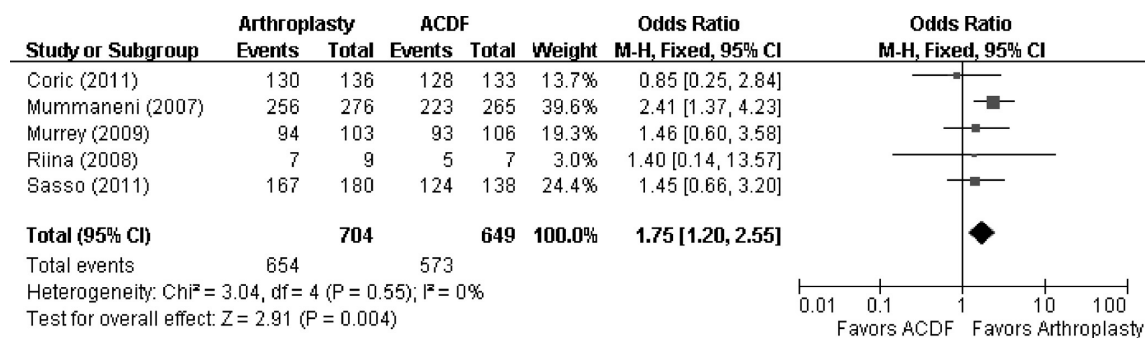 Arthroplasty ACDF Odds Ratio Odds Ratio
Study or Subgroup Events Total Events Total Weight M-H, Fixed, 95% CI M-H, Fixed, 95% CI
Coric (2011) 130 136 128 133 13.7% 0.85 [0.25, 2.84]
Mummaneni (2007) 256 276 223 265 39.6% 2.41 [1.37, 4.23]
Murrey (2009) 94 103 93 106 19.3% 1.46 [0.60, 3.58]
Riina (2008) 7 9 5 7 3.0% 1.40 [0.14, 13.57]
Sasso (2011) 167 180 124 138 24.4% 1.45 [0.66, 3.20]
Total (95% CI) 704 649 100.0% 1.75 [1.20, 2.55]
Total events 654 573
Heterogeneity: Chi² = 3.04, df = 4 (P = 0.55); I² = 0%
Test for overall effect: Z = 2.91 (P = 0.004)
0.01 0.1 1 10 100
Favors ACDF Favors Arthroplasty